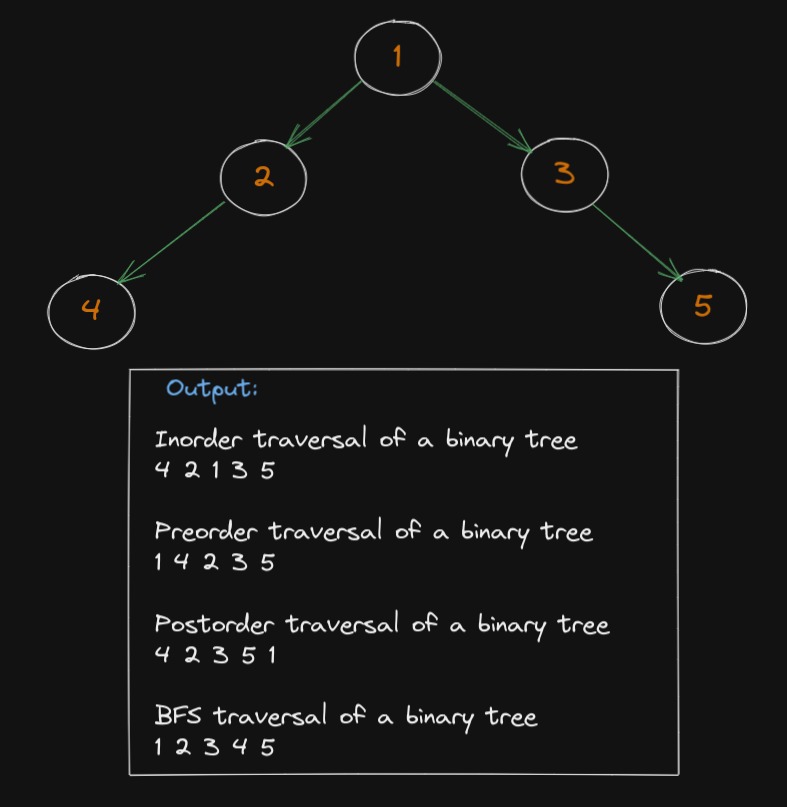 1
2
3
4
5
Output:
Inorder traversal of a binary tree
4 2 1 3 5
Preorder traversal of a binary tree
1 4 2 3 5
Postorder traversal of a binary tree
4 2 3 5 1
BFS traversal of a binary tree
1 2 3 4 5